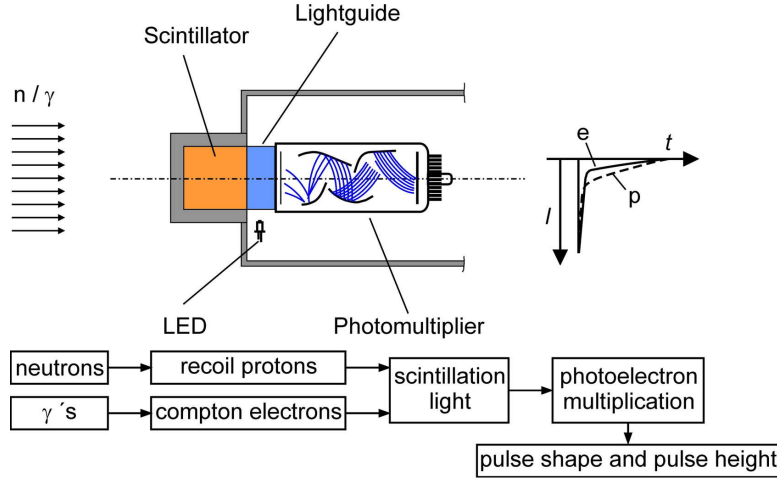 Lightguide
Scintillator
n / γ
e
t
p
I
LED
Photomultiplier
neutrons
recoil protons
scintillation
light
photoelectron
multiplication
γ ´s
compton electrons
pulse shape and pulse height